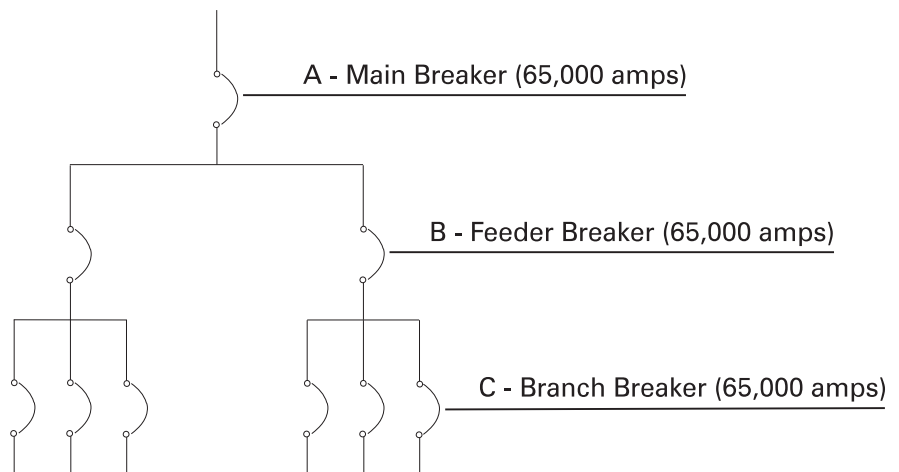 A - Main Breaker (65,000 amps)
B - Feeder Breaker (65,000 amps)
C - Branch Breaker (65,000 amps)